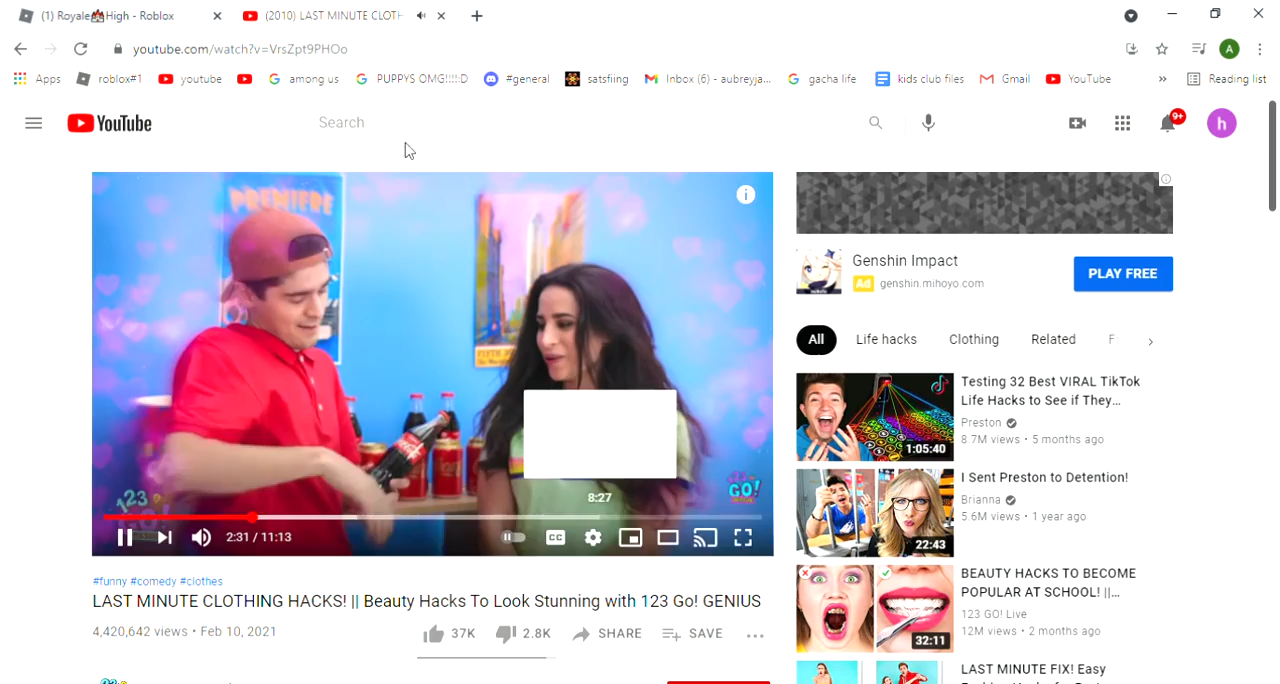 (1) Royale🏰High - Roblox
(2010) LAST MINUTE CLOTH
youtube.com/watch?v=VrsZpt9PHOo
A
Apps
roblox#1
youtube
among us
PUPPYS OMG!!!!:D
#general
satsfiing
Inbox (6) - aubreyja...
gacha life
kids club files
Gmail
YouTube
»
Reading list
YouTube
Search
9+
h
PREMIERE
i
123
GO!
GO!
8:27
2:31 / 11:13
CC
#funny #comedy #clothes
LAST MINUTE CLOTHING HACKS! || Beauty Hacks To Look Stunning with 123 Go! GENIUS
4,420,642 views • Feb 10, 2021
37K
2.8K
SHARE
SAVE
Genshin Impact
Ad genshin.mihoyo.com
PLAY FREE
All
Life hacks
Clothing
Related
F
Testing 32 Best VIRAL TikTok
Life Hacks to See if They...
Preston
8.7M views • 5 months ago
1:05:40
I Sent Preston to Detention!
Brianna
5.6M views • 1 year ago
22:43
BEAUTY HACKS TO BECOME
POPULAR AT SCHOOL! ||...
123 GO! Live
12M views • 2 months ago
32:11
LAST MINUTE FIX! Easy